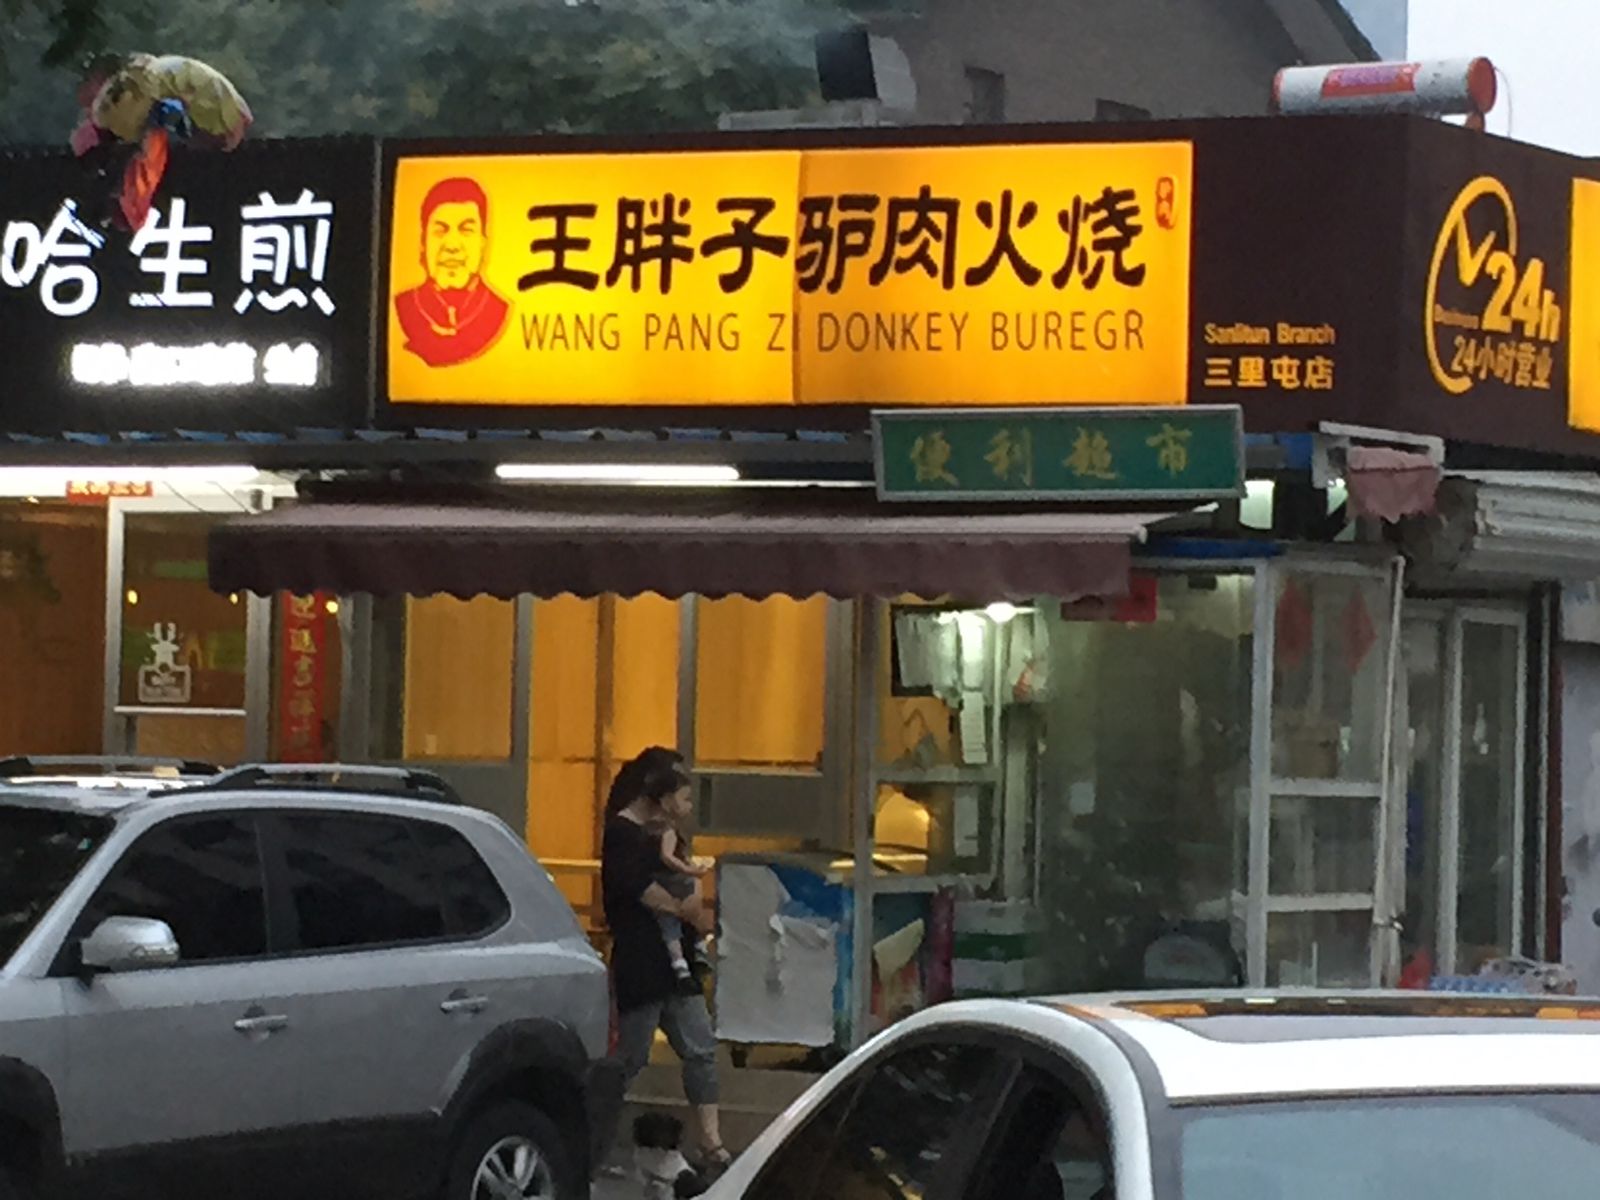 哈生煎
王胖子驴肉火烧
WANG PANG ZI DONKEY BUREGR
Sanlitun Branch
三里屯店
24h
24小时营业
便利超市